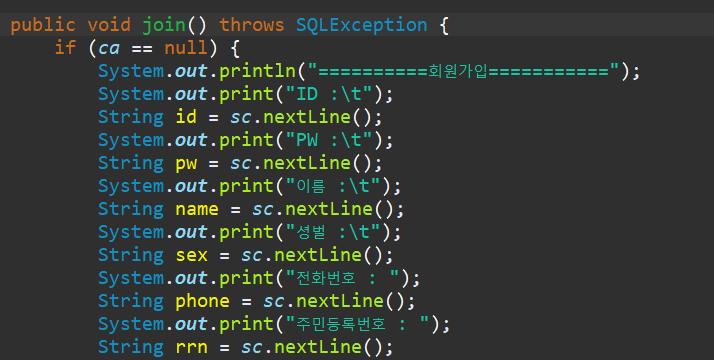 public void join() throws SQLException {
if (ca == null) {
System.out.println("==========회원가입===========");
System.out.print("ID :\t");
String id = sc.nextLine();
System.out.print("PW :\t");
String pw = sc.nextLine();
System.out.print("이름 :\t");
String name = sc.nextLine();
System.out.print("셩벌 :\t");
String sex = sc.nextLine();
System.out.print("전화번호 : ");
String phone = sc.nextLine();
System.out.print("주민등록번호 : ");
String rrn = sc.nextLine();